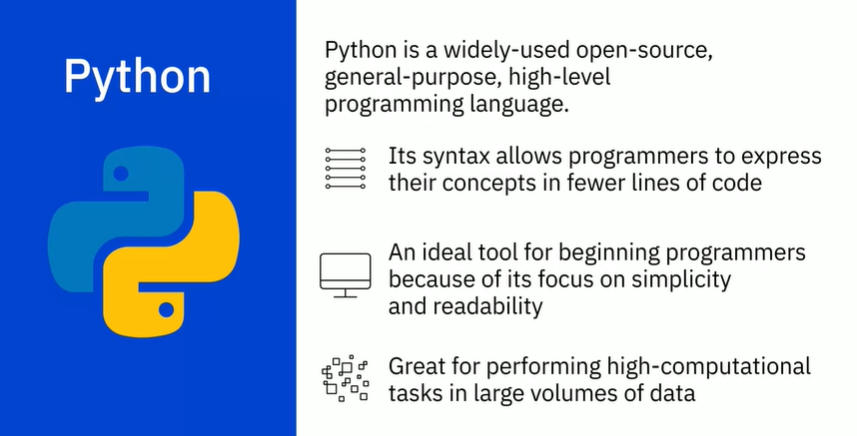 Python
Python is a widely-used open-source,
general-purpose, high-level
programming language.
Its syntax allows programmers to express
their concepts in fewer lines of code
An ideal tool for beginning programmers
because of its focus on simplicity
and readability
Great for performing high-computational
tasks in large volumes of data